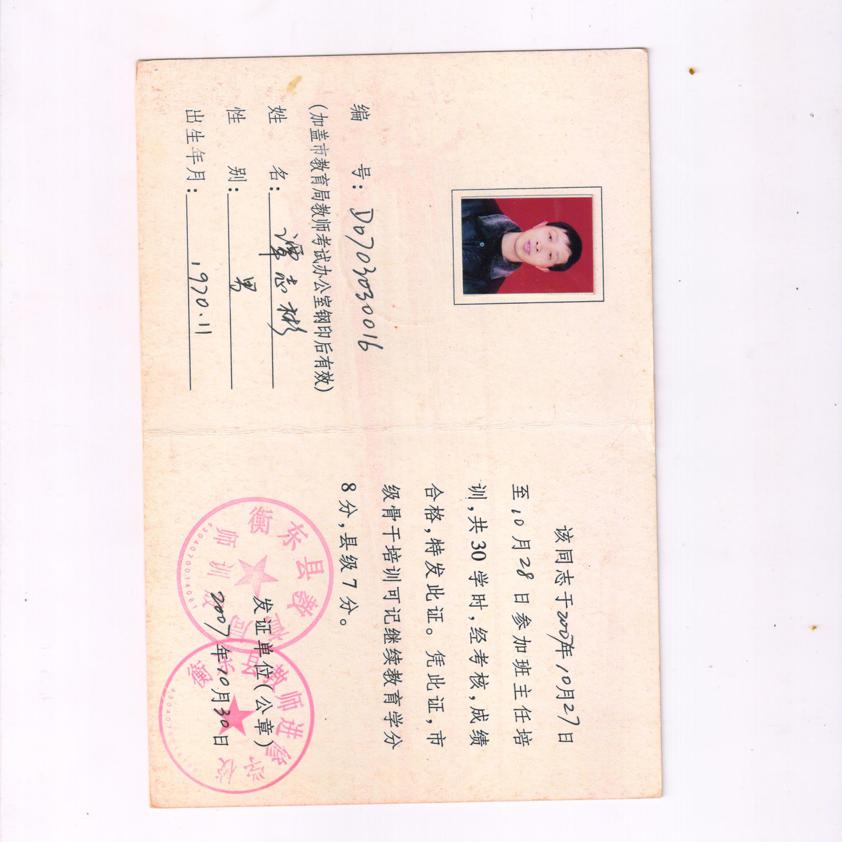 编 号：D0703030016
（加盖市教育局教师考试办公室钢印后有效）
姓 名：谭志彬
性 别：男
出生年月：1970.11
该同志于2007年10月27日
至10月28日参加班主任培
训，共30学时，经考核，成绩
合格，特发此证。凭此证，市
级骨干培训可记继续教育学分
8分，县级7分。
发证单位（公章）
2007年10月30日
衡东县教育局
师训股
教师进修学校